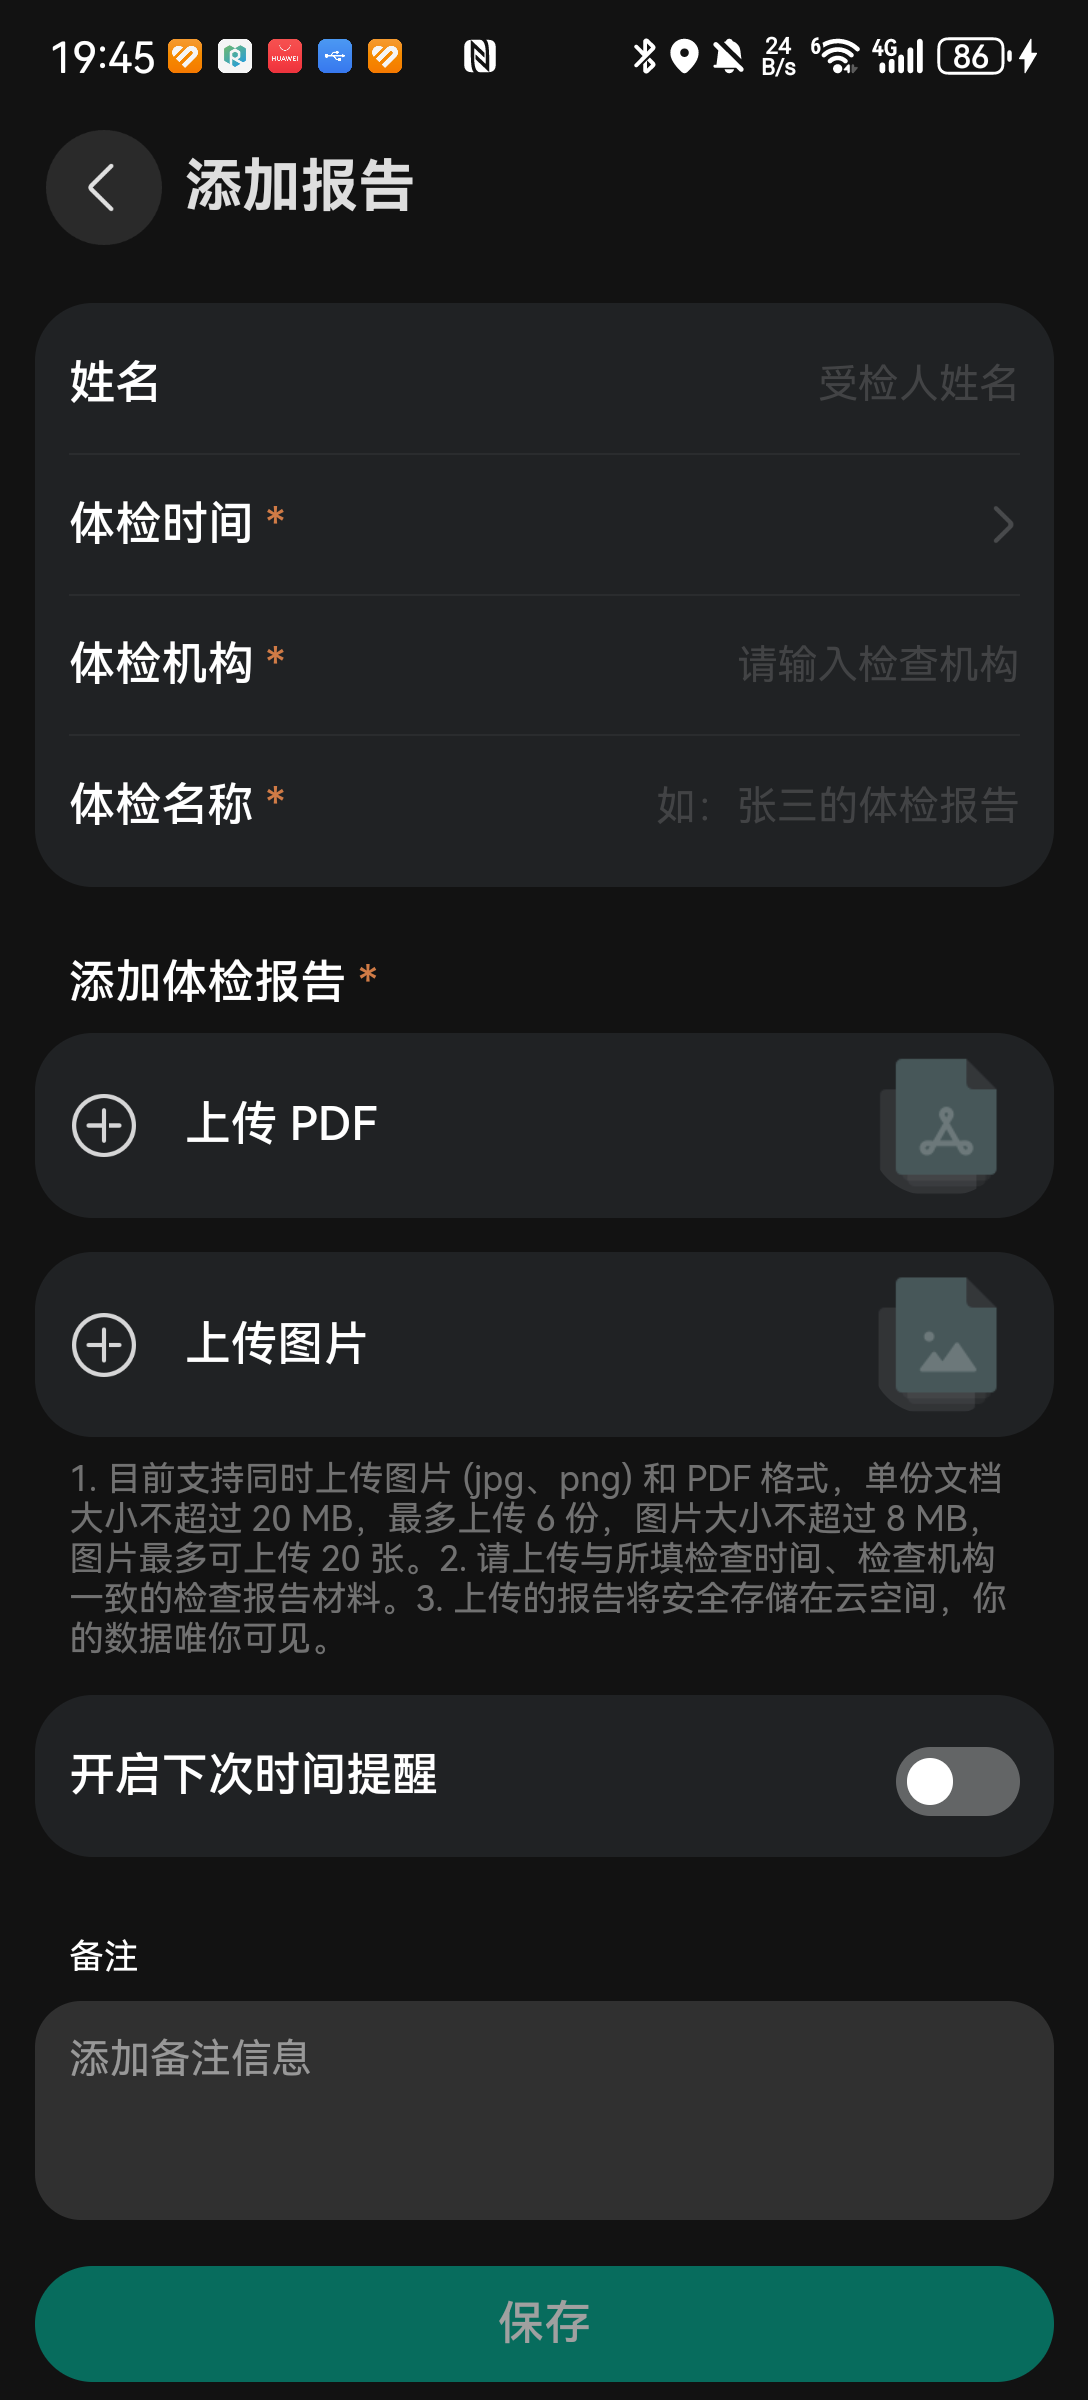 19:45 HUAWEI 24 B/s 6 4G 86
添加报告
姓名 受检人姓名
体检时间 *
体检机构 * 请输入检查机构
体检名称 * 如：张三的体检报告
添加体检报告 *
上传 PDF
上传图片
1. 目前支持同时上传图片 (jpg、png) 和 PDF 格式，单份文档
大小不超过 20 MB，最多上传 6 份，图片大小不超过 8 MB，
图片最多可上传 20 张。2. 请上传与所填检查时间、检查机构
一致的检查报告材料。3. 上传的报告将安全存储在云空间，你
的数据唯你可见。
开启下次时间提醒
备注
添加备注信息
保存